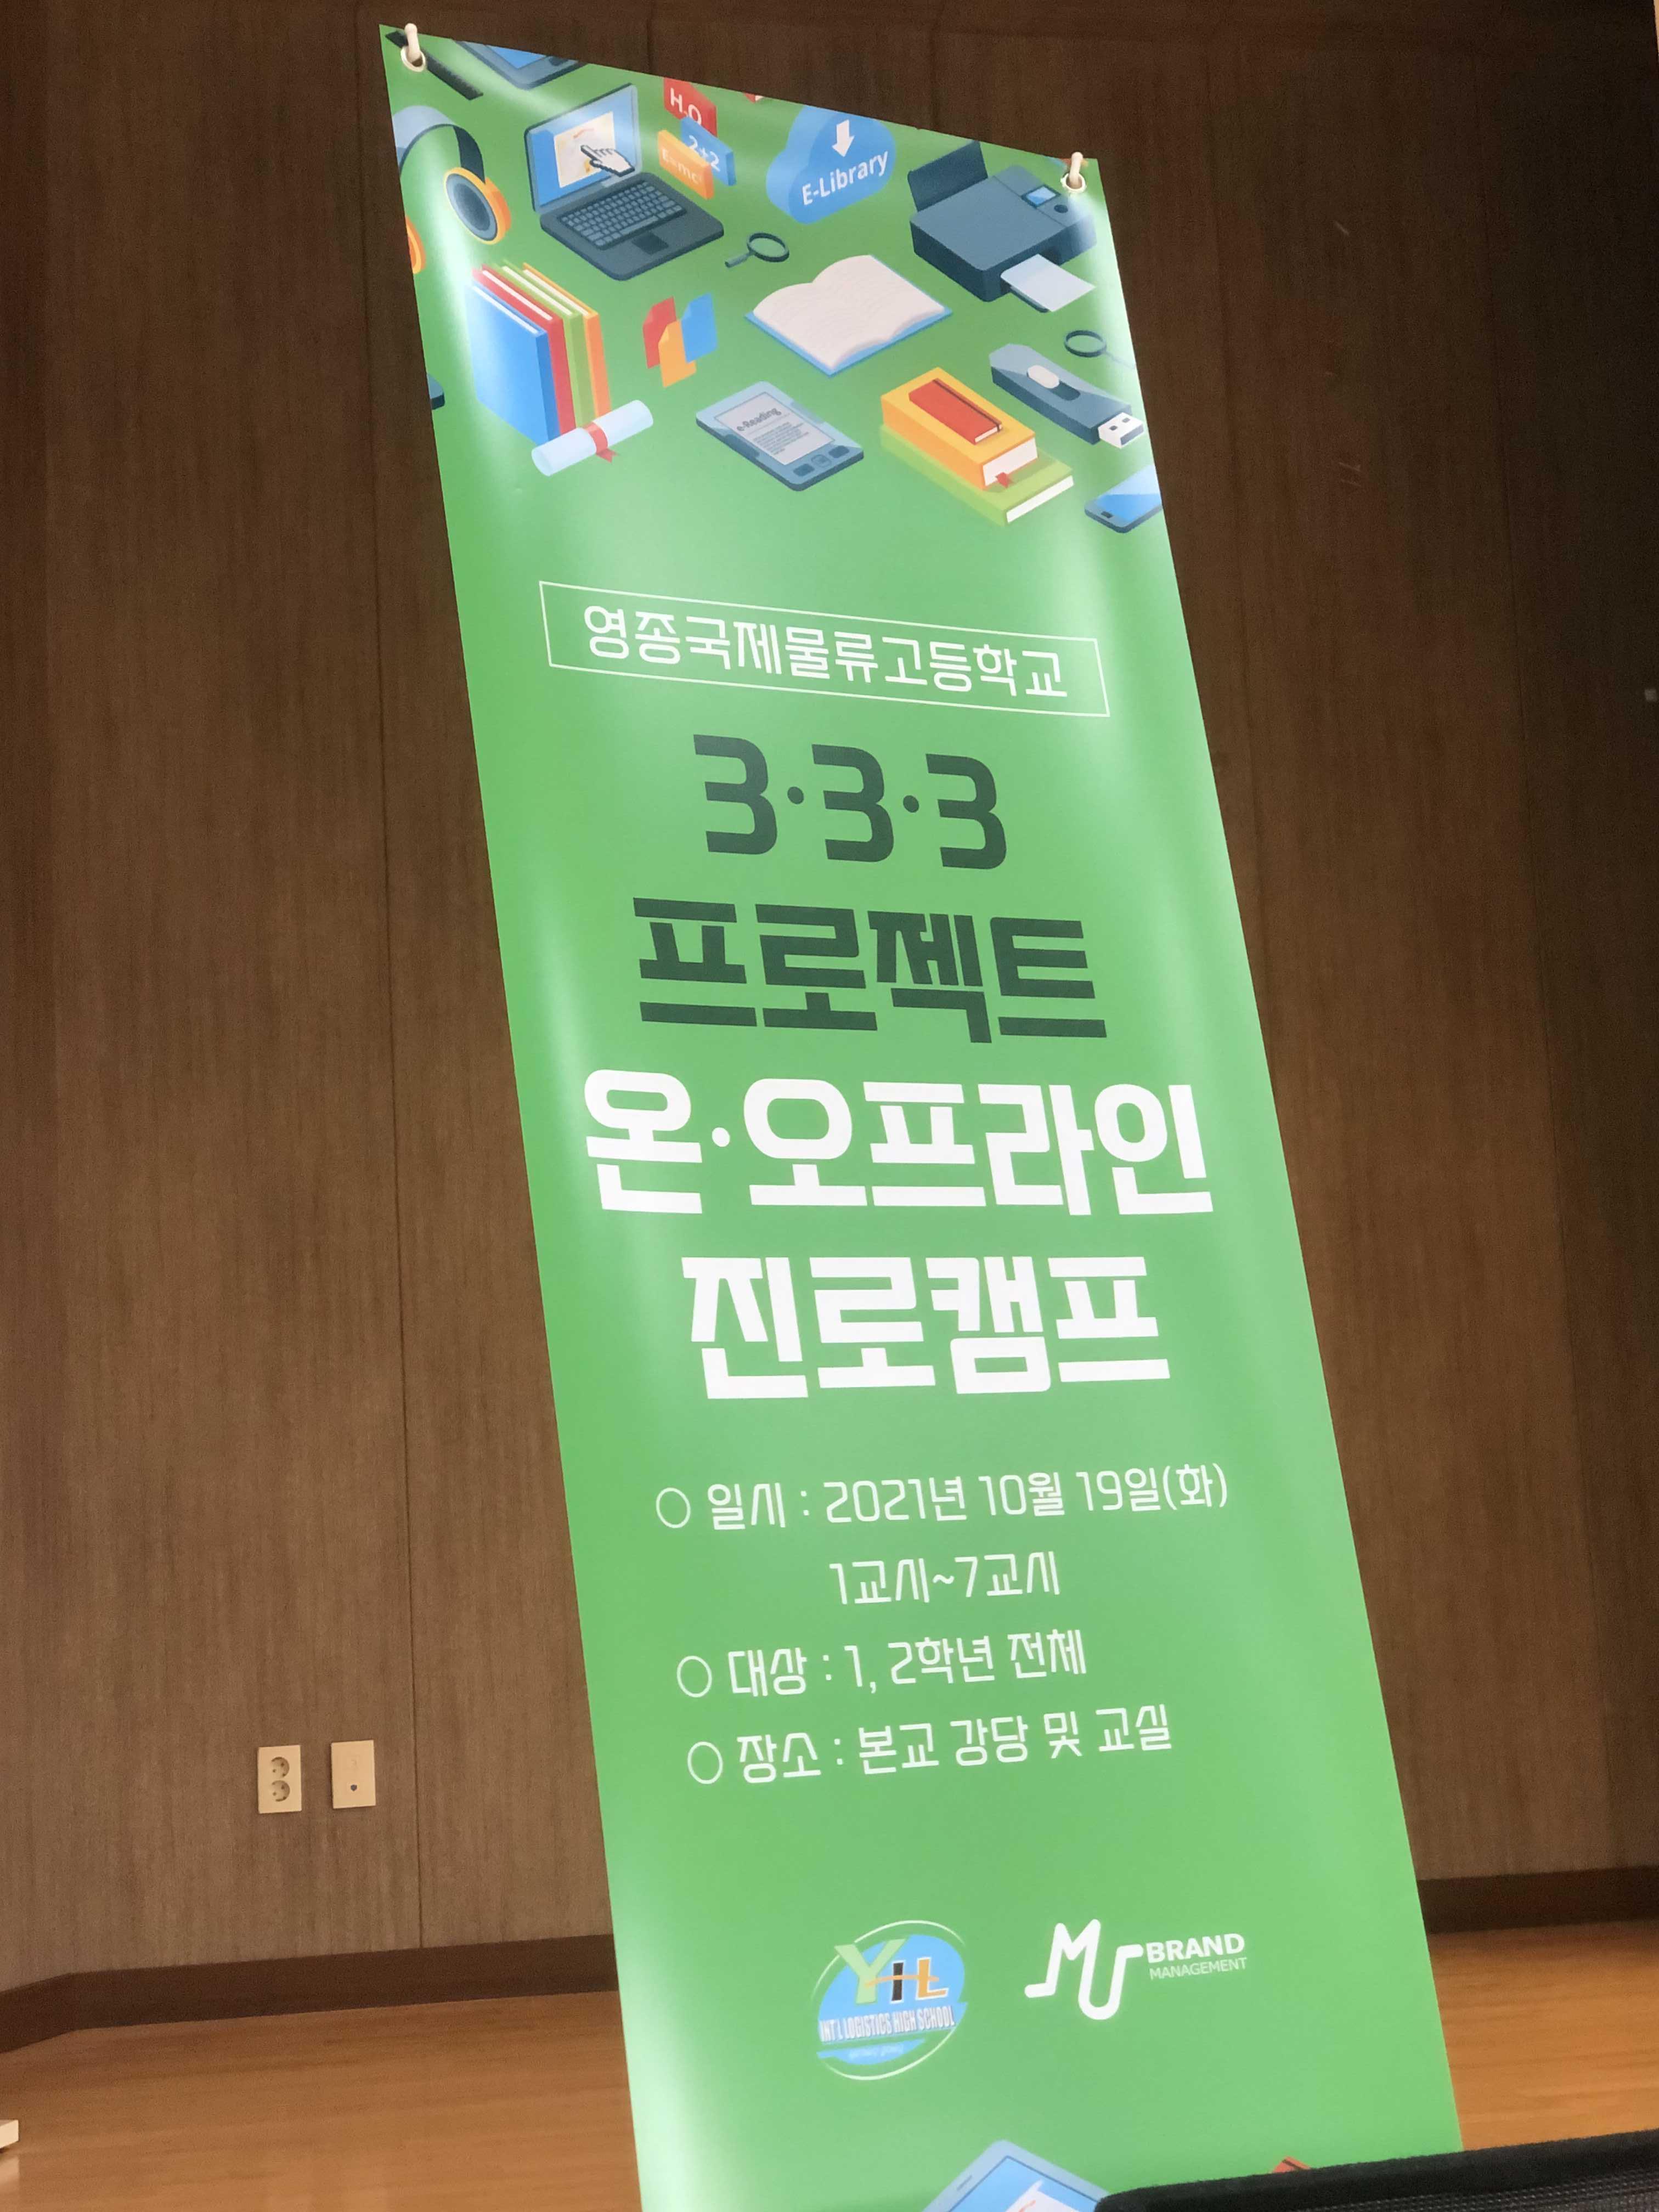 H₂O
2+2
E=mc²
E-Library
e-Reading
영종국제물류고등학교
3·3·3
프로젝트
온·오프라인
진로캠프
○ 일시 : 2021년 10월 19일(화)
1교시~7교시
○ 대상 : 1, 2학년 전체
○ 장소 : 본교 강당 및 교실
YIL
INT'L LOGISTICS HIGH SCHOOL
MJ BRAND
MANAGEMENT